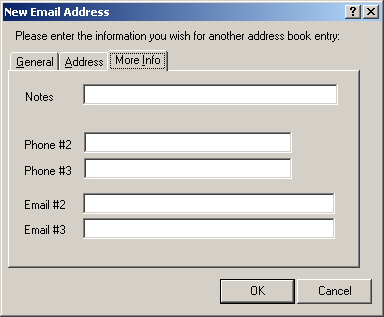 New Email Address
Please enter the information you wish for another address book entry:
General Address More Info
Notes
Phone #2
Phone #3
Email #2
Email #3
OK Cancel